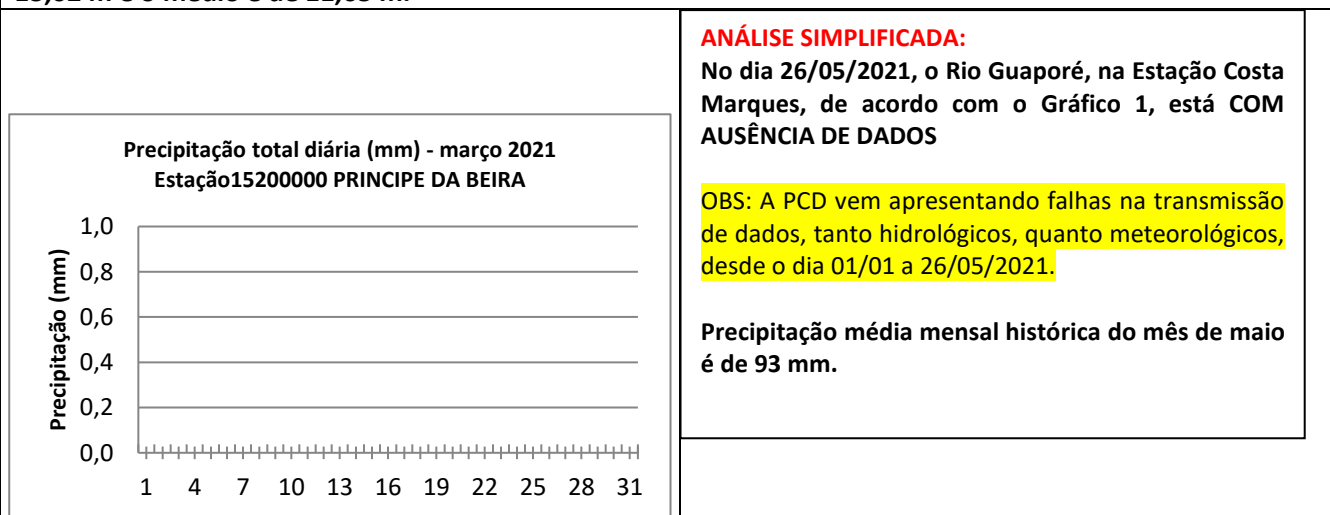 m e o médio é de m.
Precipitação total diária (mm) - março 2021
Estação15200000 PRINCIPE DA BEIRA
Precipitação (mm)
1,0
0,8
0,6
0,4
0,2
0,0
1 4 7 10 13 16 19 22 25 28 31
ANÁLISE SIMPLIFICADA:
No dia 26/05/2021, o Rio Guaporé, na Estação Costa
Marques, de acordo com o Gráfico 1, está COM
AUSÊNCIA DE DADOS
OBS: A PCD vem apresentando falhas na transmissão
de dados, tanto hidrológicos, quanto meteorológicos,
desde o dia 01/01 a 26/05/2021.
Precipitação média mensal histórica do mês de maio
é de 93 mm.